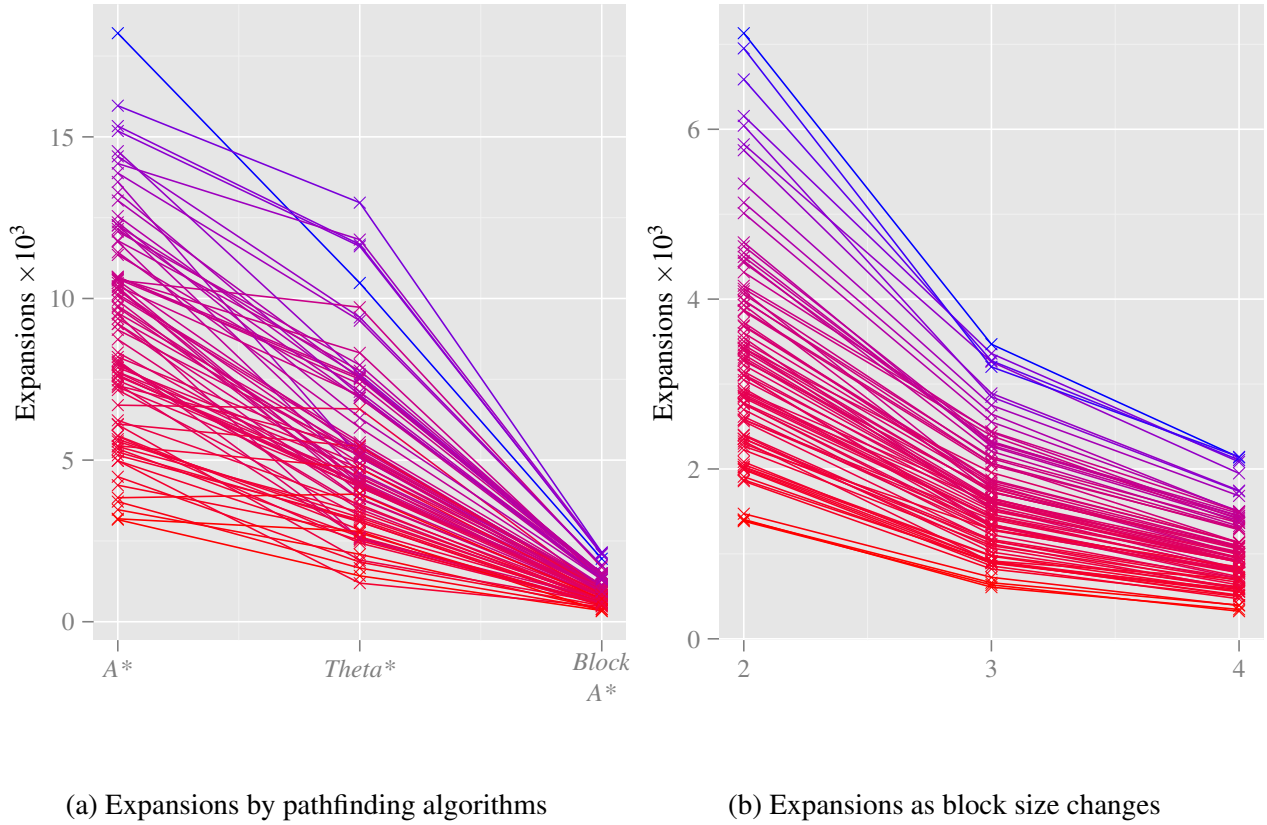 Expansions ×10³
15
10
5
0
A*
Theta*
Block
A*
(a) Expansions by pathfinding algorithms
Expansions ×10³
6
4
2
0
2
3
4
(b) Expansions as block size changes